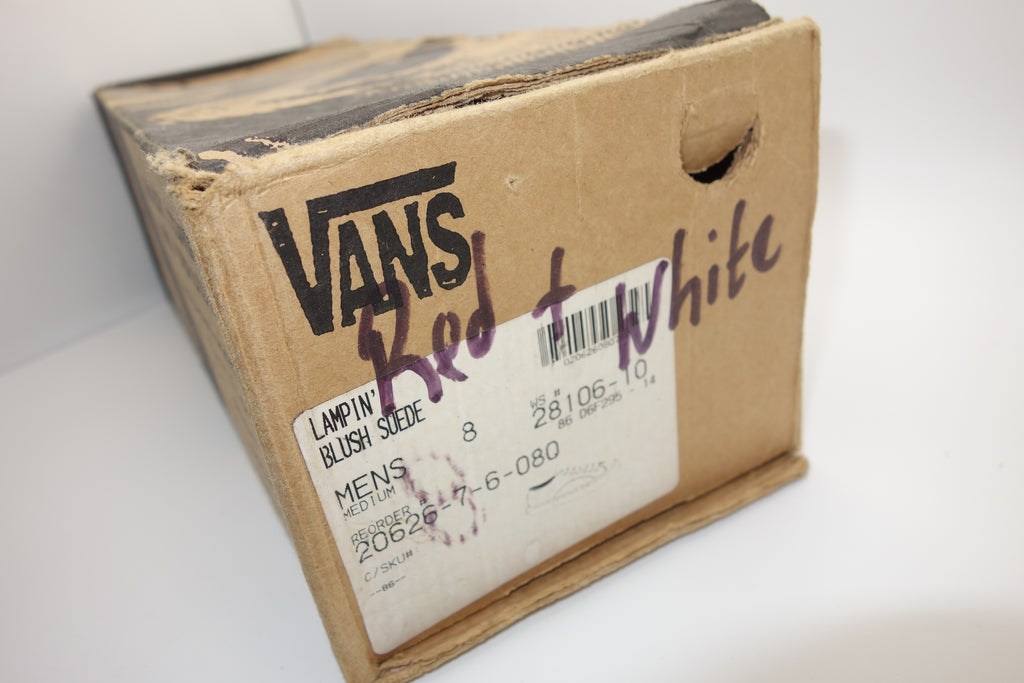 VANS
Red + White
LAMPIN'
BLUSH SUEDE
MENS 8
MEDIUM
WS #
28106-10
86 D6F295 - 14
REORDER #
20626-7-6-080
C/SKU#
--86--